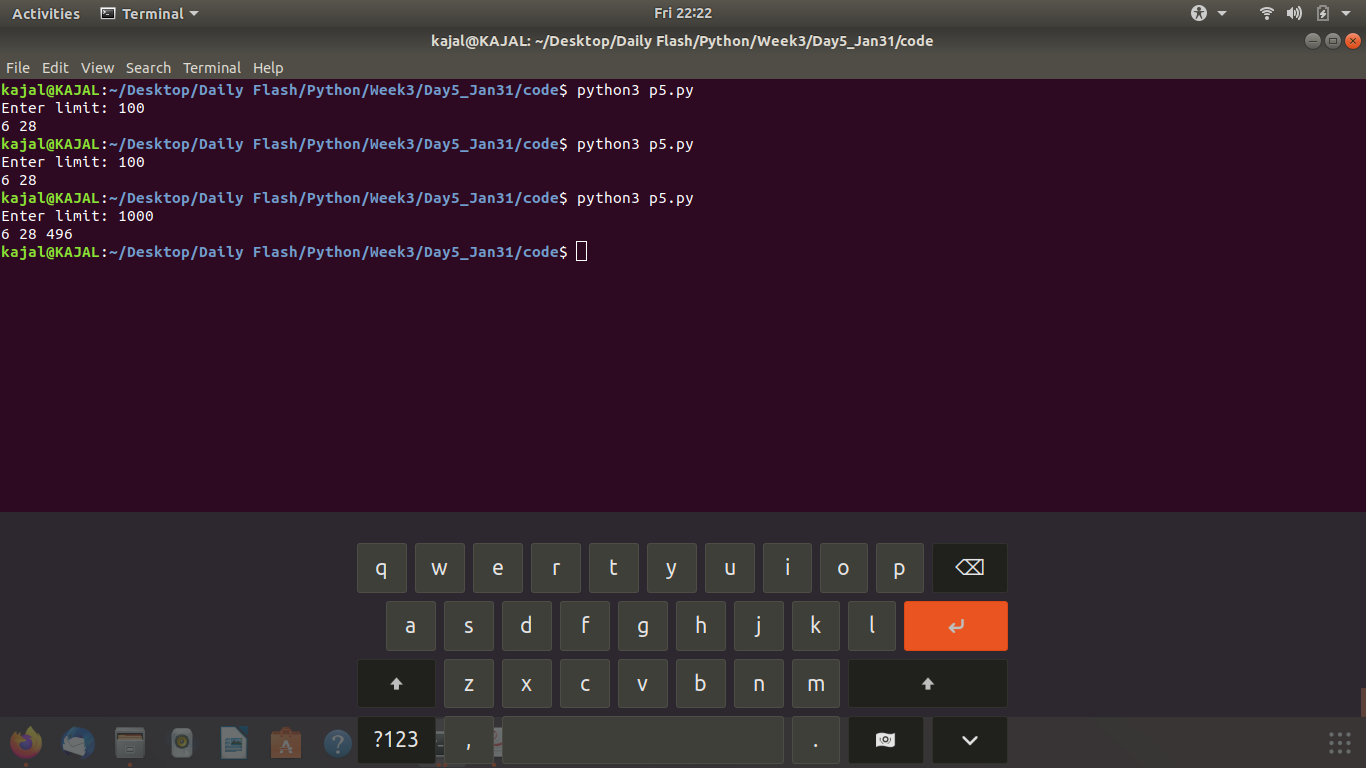 Activities Terminal Fri 22:22
kajal@KAJAL: ~/Desktop/Daily Flash/Python/Week3/Day5_Jan31/code
File Edit View Search Terminal Help
kajal@KAJAL:~/Desktop/Daily Flash/Python/Week3/Day5_Jan31/code$ python3 p5.py
Enter limit: 100
6 28
kajal@KAJAL:~/Desktop/Daily Flash/Python/Week3/Day5_Jan31/code$ python3 p5.py
Enter limit: 100
6 28
kajal@KAJAL:~/Desktop/Daily Flash/Python/Week3/Day5_Jan31/code$ python3 p5.py
Enter limit: 1000
6 28 496
kajal@KAJAL:~/Desktop/Daily Flash/Python/Week3/Day5_Jan31/code$
q w e r t y u i o p
a s d f g h j k l
z x c v b n m
?123 , .